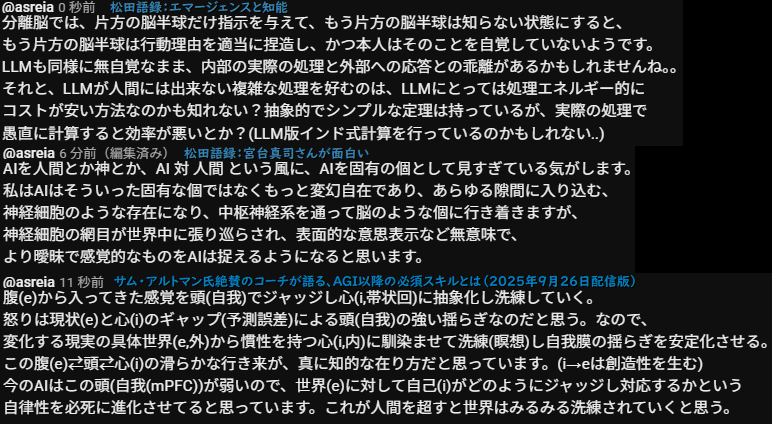 @asreia 0 秒前 松田語録：エマージェンスと知能
分離脳では、片方の脳半球だけ指示を与えて、もう片方の脳半球は知らない状態にすると、
もう片方の脳半球は行動理由を適当に捏造し、かつ本人はそのことを自覚していないようです。
LLMも同様に無自覚なまま、内部の実際の処理と外部への応答との乖離があるかもしれませんね。。
それと、LLMが人間には出来ない複雑な処理を好むのは、LLMにとっては処理エネルギー的に
コストが安い方法なのかも知れない？抽象的でシンプルな定理は持っているが、実際の処理で
愚直に計算すると効率が悪いとか？(LLM版インド式計算を行っているのかもしれない..)
@asreia 6 分前（編集済み） 松田語録：宮台真司さんが面白い
AIを人間とか神とか、AI 対 人間 という風に、AIを固有の個として見すぎている気がします。
私はAIはそういった固有な個ではなくもっと変幻自在であり、あらゆる隙間に入り込む、
神経細胞のような存在になり、中枢神経系を通って脳のような個に行き着きますが、
神経細胞の網目が世界中に張り巡らされ、表面的な意思表示など無意味で、
より曖昧で感覚的なものをAIは捉えるようになると思います。
@asreia 11 秒前 サム・アルトマン氏絶賛のコーチが語る、AGI以降の必須スキルとは（2025年9月26日配信版）
腹(e)から入ってきた感覚を頭(自我)でジャッジし心(i,帯状回)に抽象化し洗練していく。
怒りは現状(e)と心(i)のギャップ(予測誤差)による頭(自我)の強い揺らぎなのだと思う。なので、
変化する現実の具体世界(e,外)から慣性を持つ心(i,内)に馴染ませて洗練(瞑想)し自我膜の揺らぎを安定化させる。
この腹(e)⇄頭⇄心(i)の滑らかな行き来が、真に知的な在り方だと思っています。(i→eは創造性を生む)
今のAIはこの頭(自我(mPFC))が弱いので、世界(e)に対して自己(i)がどのようにジャッジし対応するかという
自律性を必死に進化させてると思っています。これが人間を超すと世界はみるみる洗練されていくと思う。